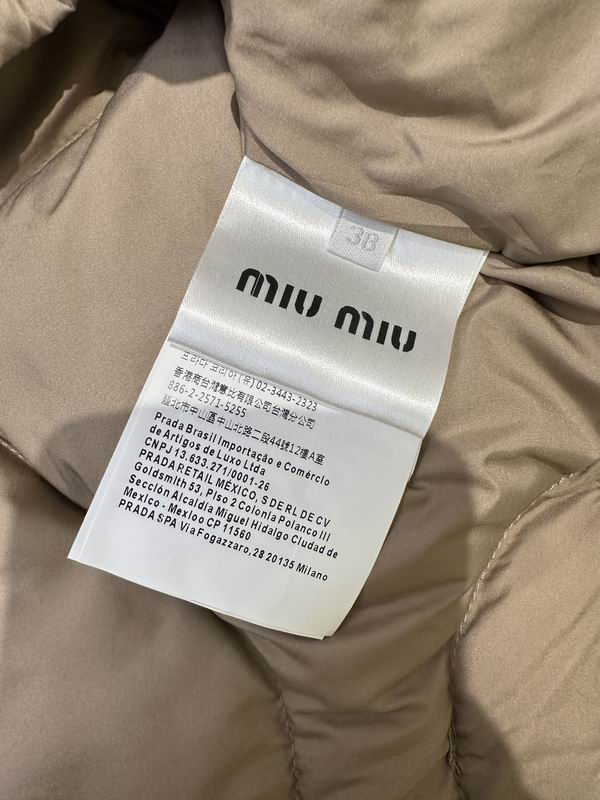 38
miu miu
프라다 코리아 (유) 02-3443-2323
香港商台灣意比有限公司台灣分公司
886-2-2571-5255
臺北市中山區中山北路二段44號12樓A室
Prada Brasil Importação e Comércio
de Artigos de Luxo Ltda
CNPJ 13.633.271/0001-26
PRADA RETAIL MÉXICO, S DE RL DE CV
Goldsmith 53, Piso 2 Colonia Polanco III
Sección Alcaldía Miguel Hidalgo Ciudad de
Mexico - Mexloo CP 11560
PRADA SPA Via Fogazzaro, 28 20135 Milano